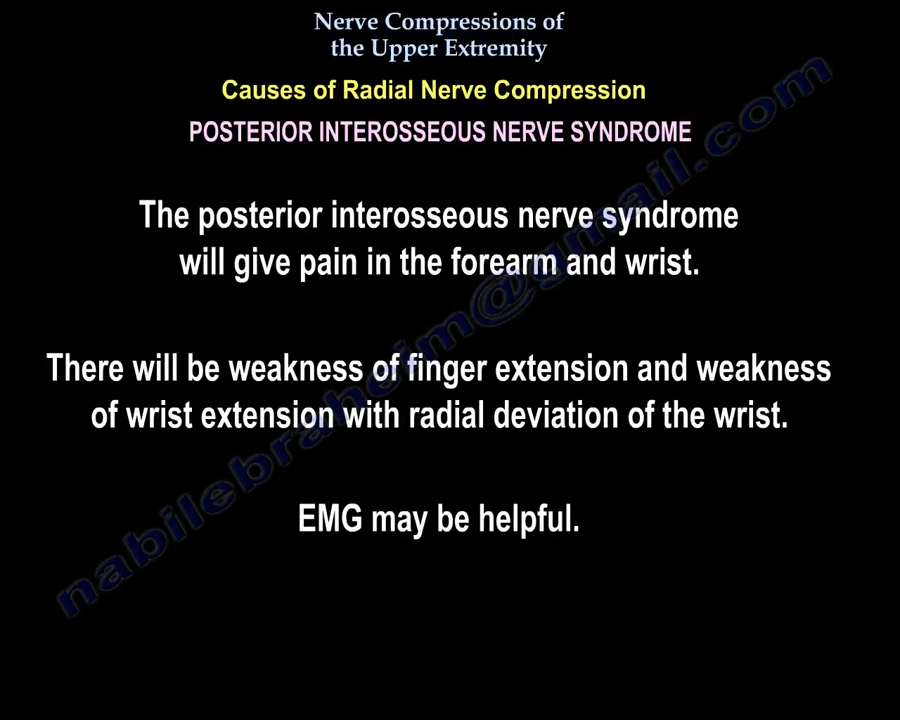 Nerve Compressions of
the Upper Extremity
Causes of Radial Nerve Compression
POSTERIOR INTEROSSEOUS NERVE SYNDROME
The posterior interosseous nerve syndrome
will give pain in the forearm and wrist.
There will be weakness of finger extension and weakness
of wrist extension with radial deviation of the wrist.
EMG may be helpful.
nabilebraheim@gmail.com